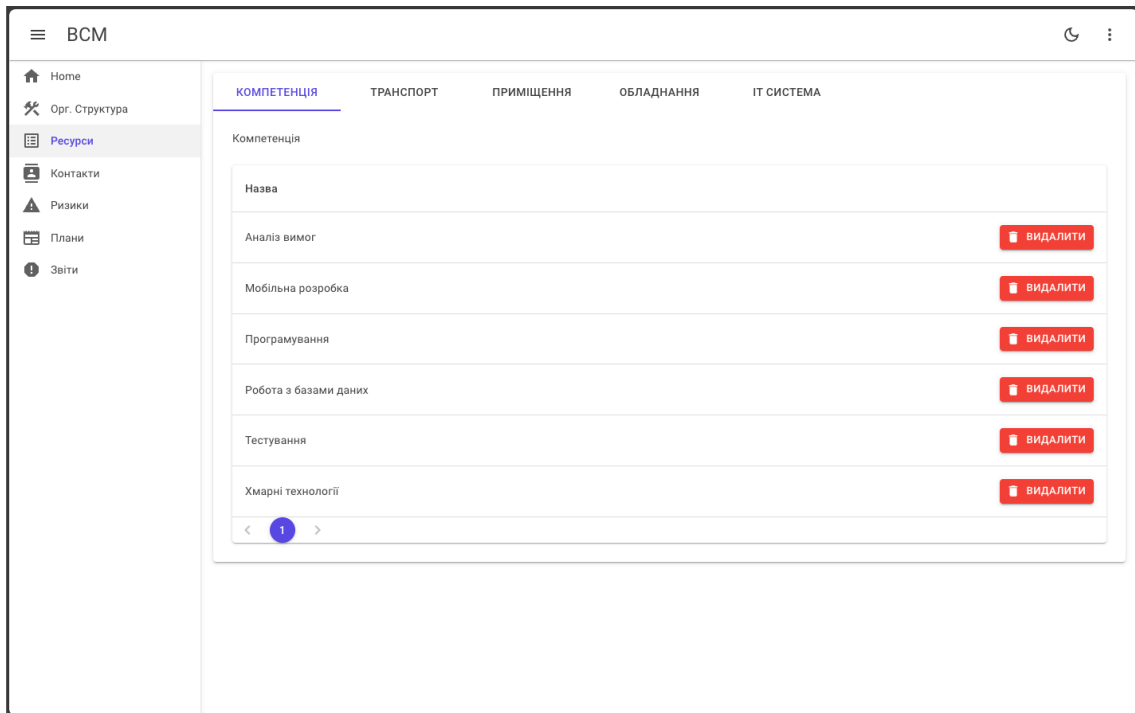 BCM
Home
Орг. Структура
Ресурси
Контакти
Ризики
Плани
Звіти
КОМПЕТЕНЦІЯ ТРАНСПОРТ ПРИМІЩЕННЯ ОБЛАДНАННЯ ІТ СИСТЕМА
Компетенція
Назва
Аналіз вимог ВИДАЛИТИ
Мобільна розробка ВИДАЛИТИ
Програмування ВИДАЛИТИ
Робота з базами даних ВИДАЛИТИ
Тестування ВИДАЛИТИ
Хмарні технології ВИДАЛИТИ
1